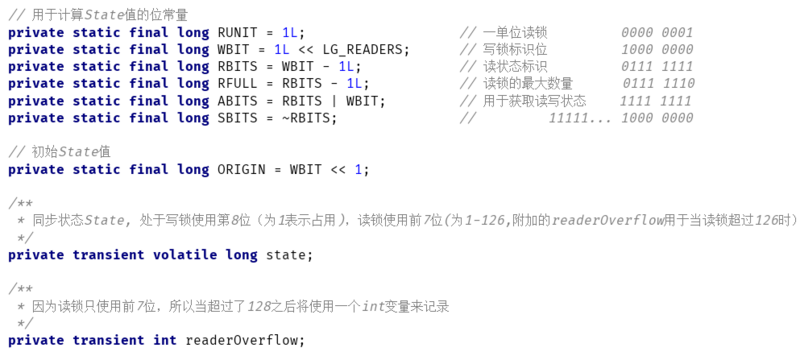 // 用于计算State值的位常量
private static final long RUNIT = 1L;                   // 一单位读锁         0000 0001
private static final long WBIT = 1L << LG_READERS;      // 写锁标识位         1000 0000
private static final long RBITS = WBIT - 1L;            // 读状态标识         0111 1111
private static final long RFULL = RBITS - 1L;           // 读锁的最大数量      0111 1110
private static final long ABITS = RBITS | WBIT;         // 用于获取读写状态    1111 1111
private static final long SBITS = ~RBITS;               //         11111... 1000 0000
// 初始State值
private static final long ORIGIN = WBIT << 1;
/**
 * 同步状态State, 处于写锁使用第8位（为1表示占用)，读锁使用前7位(为1-126,附加的readerOverflow用于当读锁超过126时)
 */
private transient volatile long state;
/**
 * 因为读锁只使用前7位，所以当超过了128之后将使用一个int变量来记录
 */
private transient int readerOverflow;